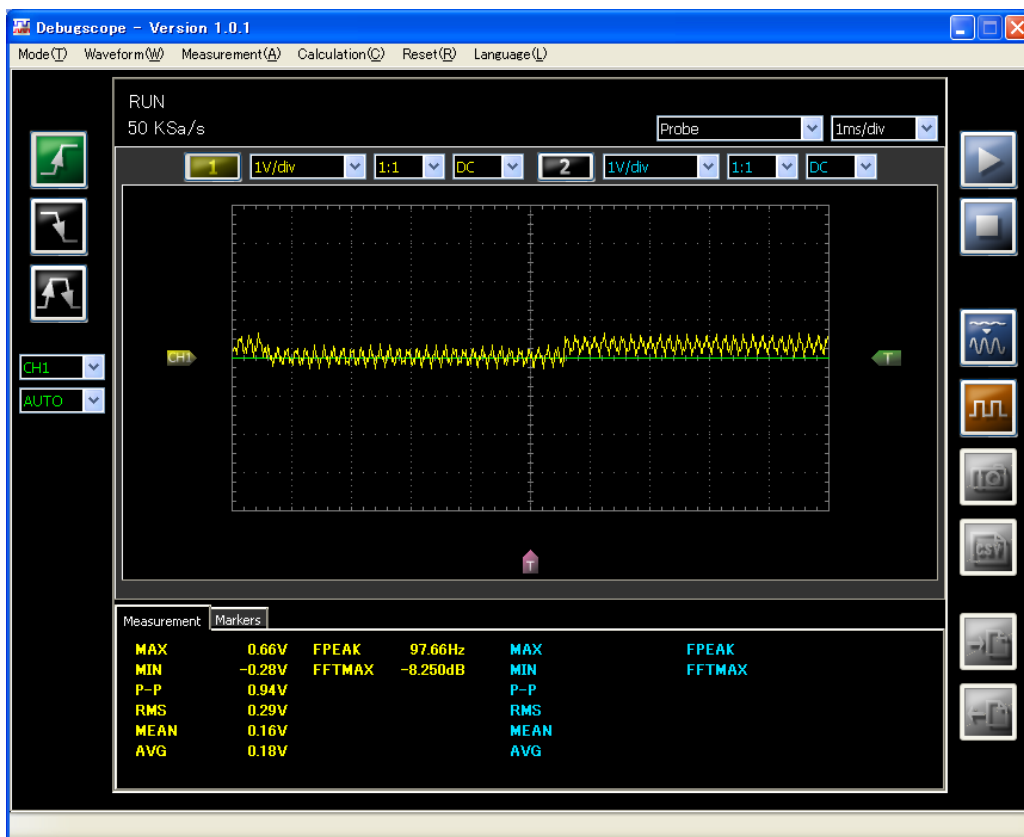 Debugscope - Version 1.0.1
Mode(T) Waveform(W) Measurement(A) Calculation(C) Reset(R) Language(L)
RUN
50 KSa/s
Probe 1ms/div
1 1V/div 1:1 DC 2 1V/div 1:1 DC
CH1
AUTO
CH1
T
T
CSV
Measurement Markers
MAX 0.66V FPEAK 97.66Hz MAX FPEAK
MIN -0.28V FFTMAX -8.250dB MIN FFTMAX
P-P 0.94V P-P
RMS 0.29V RMS
MEAN 0.16V MEAN
AVG 0.18V AVG